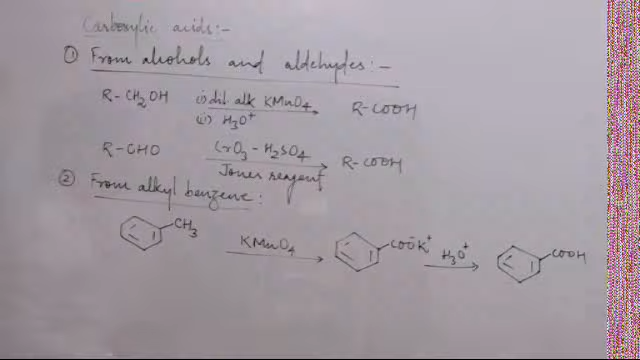 Carboxylic acids:-
① From alcohols and aldehydes:-
R-CH₂OH (i) dil alk KMnO₄ R-COOH
(ii) H₃O⁺
R-CHO CrO₃-H₂SO₄ R-COOH
Jones reagent
② From alkyl benzene:
CH₃ KMnO₄ COO⁻K⁺ H₃O⁺ COOH